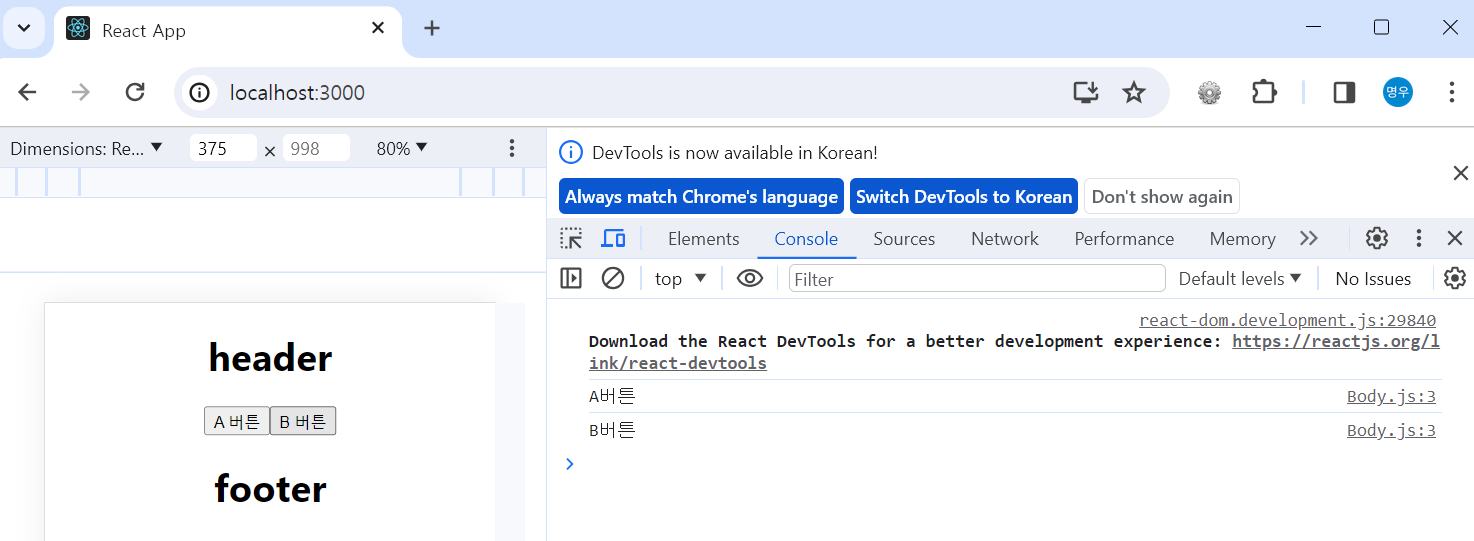 React App
localhost:3000
명우
Dimensions: Re... 375 × 998 80%
DevTools is now available in Korean!
Always match Chrome's language Switch DevTools to Korean Don't show again
Elements Console Sources Network Performance Memory
top Filter Default levels No Issues
header
A 버튼 B 버튼
footer
react-dom.development.js:29840
Download the React DevTools for a better development experience: https://reactjs.org/l
ink/react-devtools
A버튼 Body.js:3
B버튼 Body.js:3